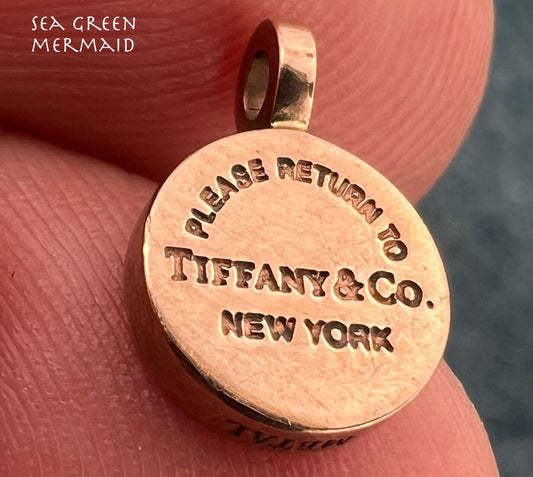 SEA GREEN
MERMAID
PLEASE RETURN TO
TIFFANY & CO.
NEW YORK